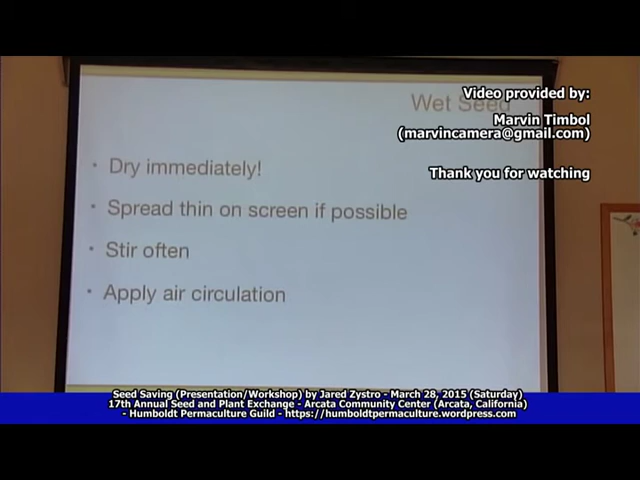 Wet Seed
Video provided by:
Marvin Timbol
(marvincamera@gmail.com)
Thank you for watching
• Dry immediately!
• Spread thin on screen if possible
• Stir often
• Apply air circulation
Seed Saving (Presentation/Workshop) by Jared Zystro - March 28, 2015 (Saturday)
17th Annual Seed and Plant Exchange - Arcata Community Center (Arcata, California)
- Humboldt Permaculture Guild - https://humboldtpermaculture.wordpress.com